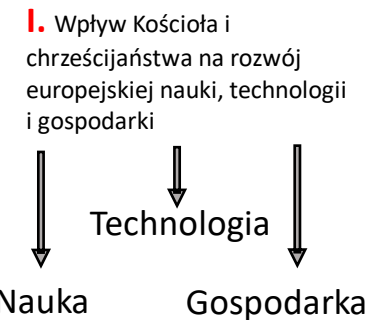 I. Wpływ Kościoła i
chrześcijaństwa na rozwój
europejskiej nauki, technologii
i gospodarki
Technologia
Nauka Gospodarka